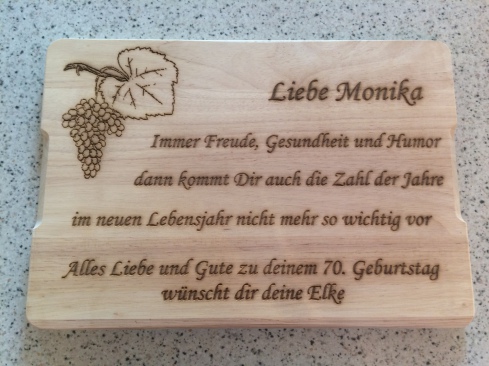 Liebe Monika
Immer Freude, Gesundheit und Humor
dann kommt Dir auch die Zahl der Jahre
im neuen Lebensjahr nicht mehr so wichtig vor
Alles Liebe und Gute zu deinem 70. Geburtstag
wünscht dir deine Elke